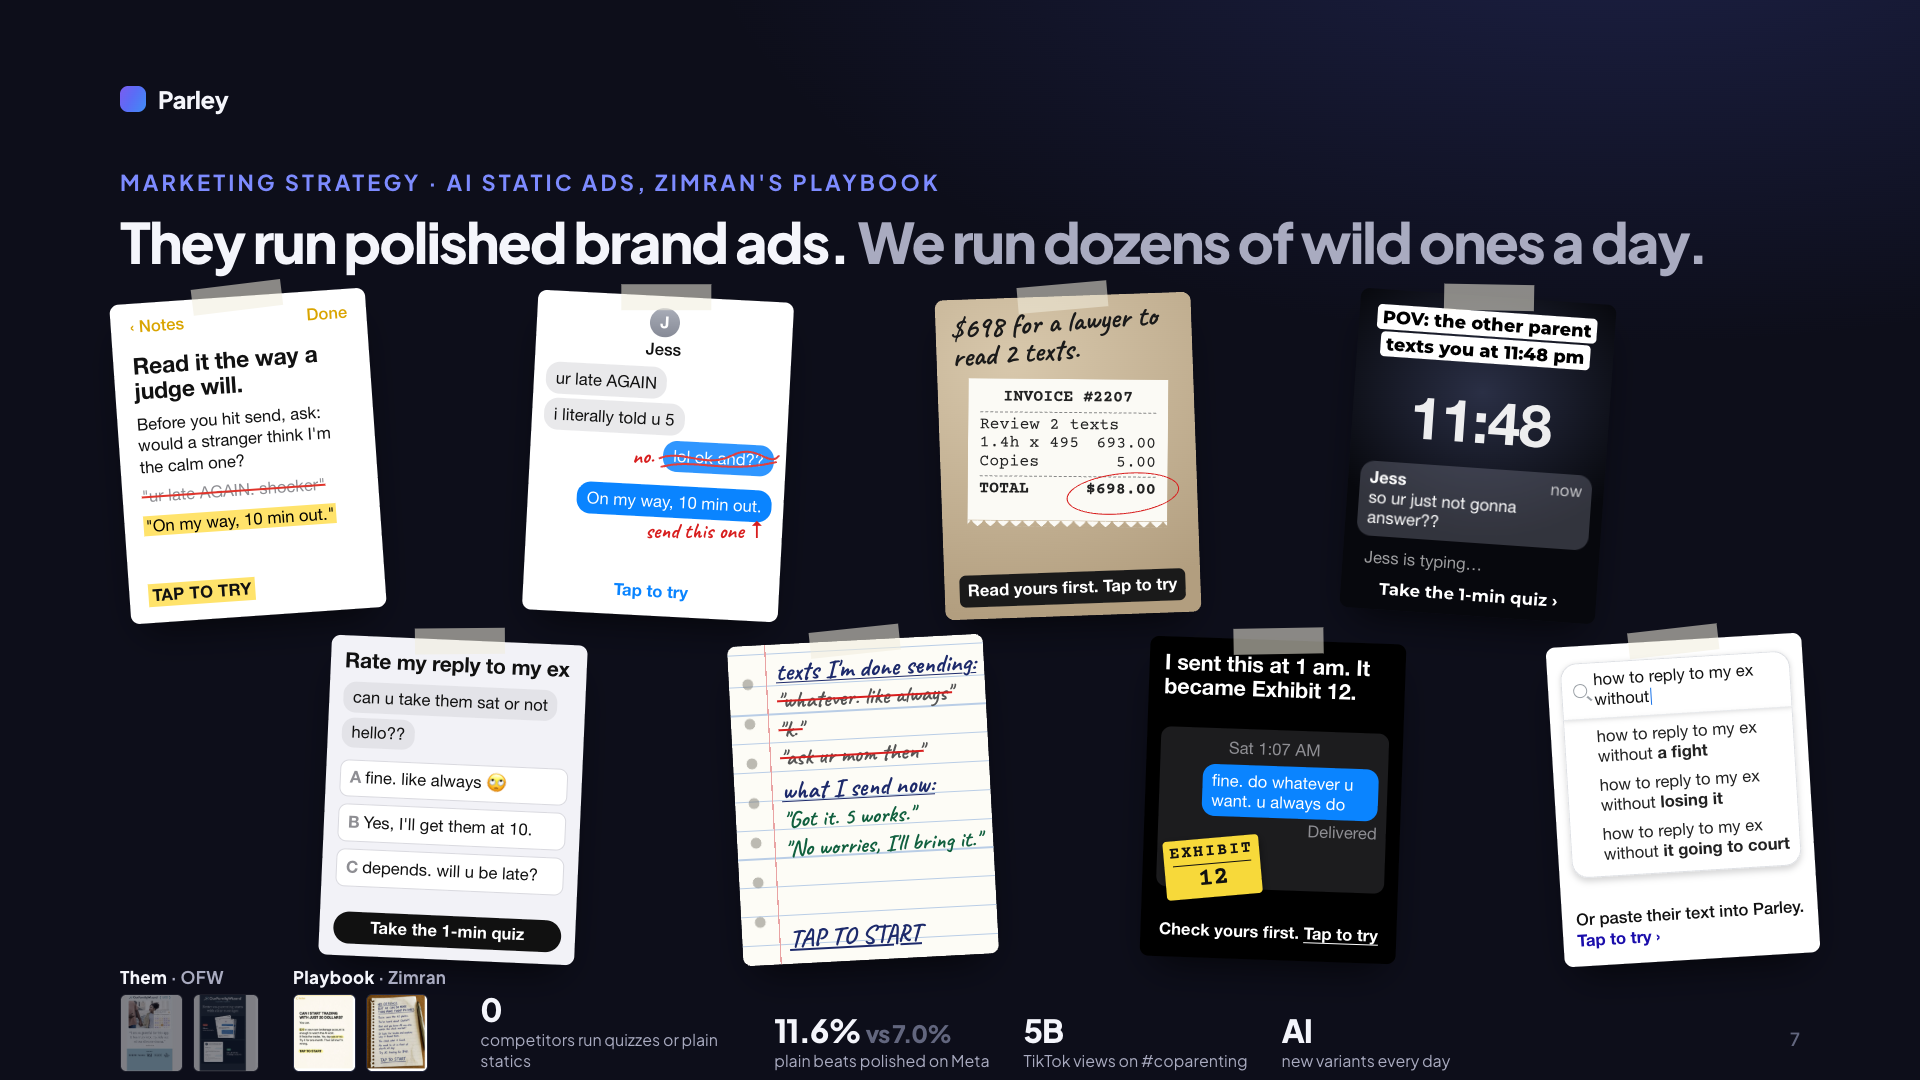 Parley
MARKETING STRATEGY · AI STATIC ADS, ZIMRAN'S PLAYBOOK
They run polished brand ads. We run dozens of wild ones a day.
‹ Notes
Done
Read it the way a
judge will.
Before you hit send, ask:
would a stranger think I'm
the calm one?
"ur late AGAIN. shocker"
"On my way, 10 min out."
TAP TO TRY
J
Jess
ur late AGAIN
i literally told u 5
no. lol ok and??
On my way, 10 min out.
send this one ↑
Tap to try
$698 for a lawyer to
read 2 texts.
INVOICE #2207
Review 2 texts
1.4h x 495 693.00
Copies 5.00
TOTAL $698.00
Read yours first. Tap to try
POV: the other parent
texts you at 11:48 pm
11:48
Jess now
so ur just not gonna
answer??
Jess is typing...
Take the 1-min quiz ›
Rate my reply to my ex
can u take them sat or not
hello??
A fine. like always 🙄
B Yes, I'll get them at 10.
C depends. will u be late?
Take the 1-min quiz
texts I'm done sending:
"whatever. like always"
"k."
"ask ur mom then"
what I send now:
"Got it. 5 works."
"No worries, I'll bring it."
TAP TO START
I sent this at 1 am. It
became Exhibit 12.
Sat 1:07 AM
fine. do whatever u
want. u always do
Delivered
EXHIBIT
12
Check yours first. Tap to try
how to reply to my ex
without
how to reply to my ex
without a fight
how to reply to my ex
without losing it
how to reply to my ex
without it going to court
Or paste their text into Parley.
Tap to try ›
Them · OFW
Playbook · Zimran
CAN I START TRADING
WITH JUST 20 DOLLARS?
TAP TO START
0
competitors run quizzes or plain
statics
11.6% vs 7.0%
plain beats polished on Meta
5B
TikTok views on #coparenting
AI
new variants every day
7